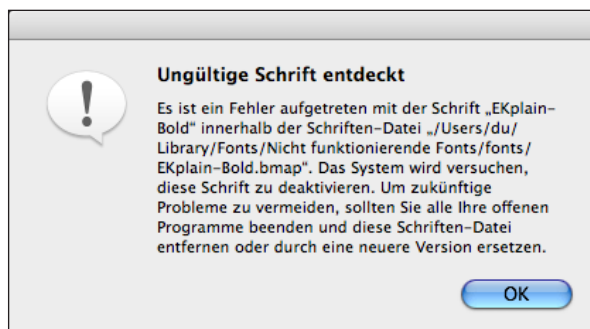 Ungültige Schrift entdeckt
Es ist ein Fehler aufgetreten mit der Schrift „EKplain-
Bold“ innerhalb der Schriften-Datei „/Users/du/
Library/Fonts/Nicht funktionierende Fonts/fonts/
EKplain-Bold.bmap“. Das System wird versuchen,
diese Schrift zu deaktivieren. Um zukünftige
Probleme zu vermeiden, sollten Sie alle Ihre offenen
Programme beenden und diese Schriften-Datei
entfernen oder durch eine neuere Version ersetzen.
OK